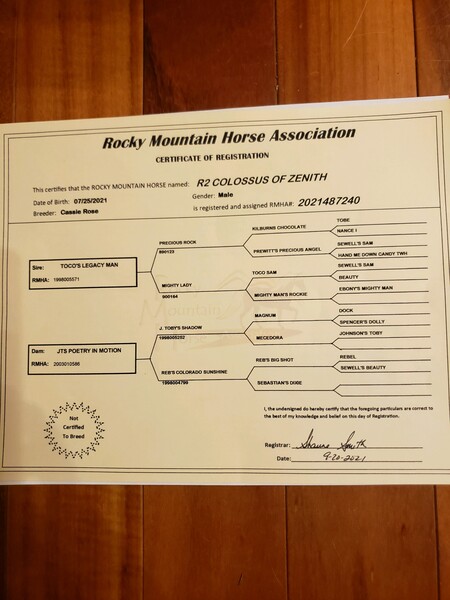 Rocky Mountain Horse Association
CERTIFICATE OF REGISTRATION
This certifies that the ROCKY MOUNTAIN HORSE named: R2 COLOSSUS OF ZENITH
Date of Birth: 07/25/2021 Gender: Male
Breeder: Cassie Rose is registered and assigned RMHA#: 2021487240
TOBE
KILBURNS CHOCOLATE
NANCE I
PRECIOUS ROCK
890123
SEWELL'S SAM
PREWITT'S PRECIOUS ANGEL
HAND ME DOWN CANDY TWH
Sire: TOCO'S LEGACY MAN
RMHA: 1998005571
SEWELL'S SAM
TOCO SAM
BEAUTY
MIGHTY LADY
900164
EBONY'S MIGHTY MAN
MIGHTY MAN'S ROCKIE
DOCK
MAGNUM
SPENCER'S DOLLY
J. TOBY'S SHADOW
1998005202
JOHNSON'S TOBY
MECEDORA
Dam: JTS POETRY IN MOTION
RMHA: 2003010586
REBEL
REB'S BIG SHOT
SEWELL'S BEAUTY
REB'S COLORADO SUNSHINE
1998004799
SEBASTIAN'S DIBE
Not
Certified
To Breed
I, the undersigned do hereby certify that the foregoing particulars are correct to
the best of my knowledge and belief on this day of Registration.
Registrar:
Date: 9-20-2021